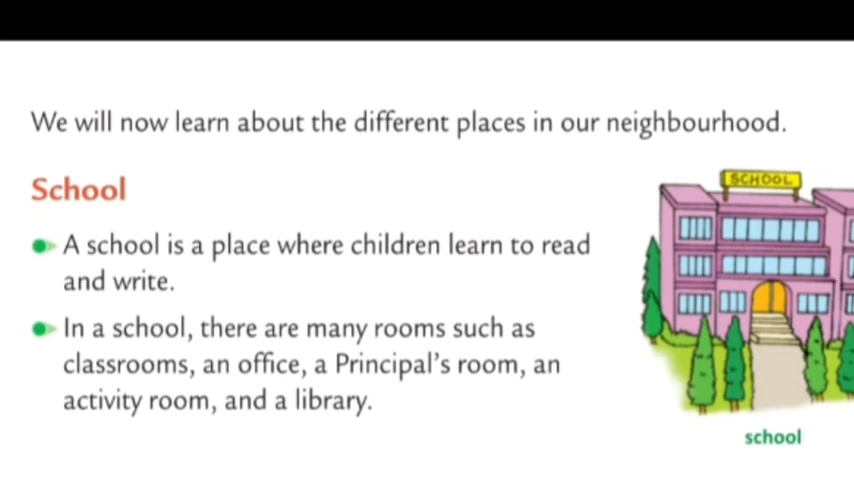 We will now learn about the different places in our neighbourhood.
School
A school is a place where children learn to read
and write.
In a school, there are many rooms such as
classrooms, an office, a Principal's room, an
activity room, and a library.
SCHOOL
school